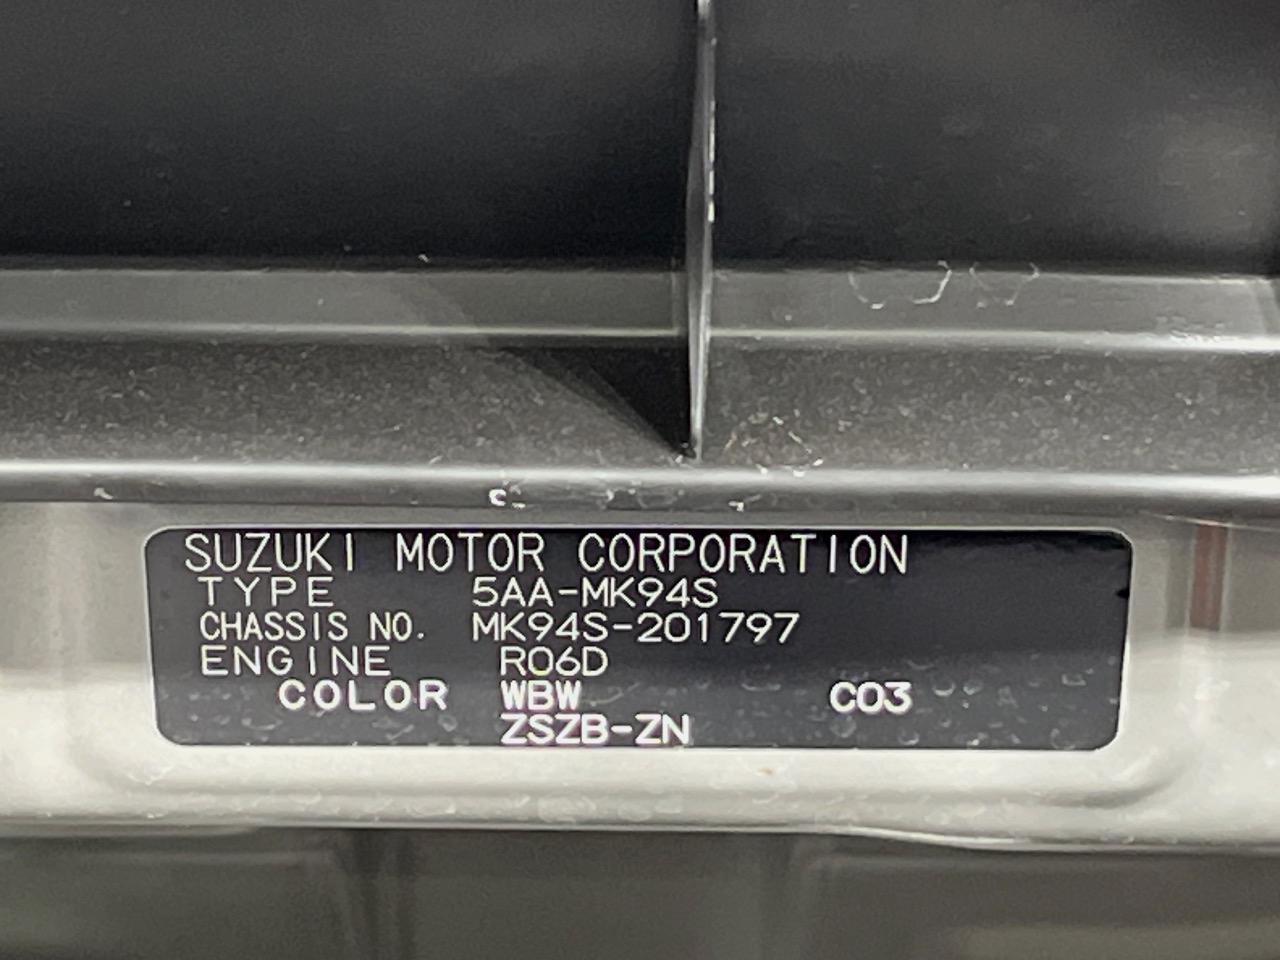 SUZUKI MOTOR CORPORATION
TYPE 5AA-MK94S
CHASSIS NO. MK94S-201797
ENGINE R06D
COLOR WBW C03
ZSZB-ZN